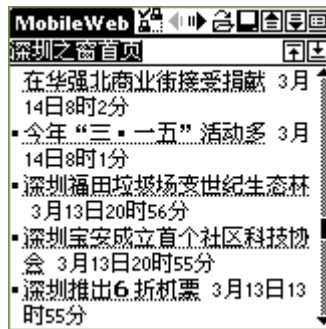 MobileWeb
深圳之窗首页
在华强北商业街接受捐献 3月
14日8时2分
▪今年“三▪一五”活动多 3月
14日8时1分
▪深圳福田垃圾场变世纪生态林
3月13日20时56分
▪深圳宝安成立首个社区科技协
会 3月13日20时55分
▪深圳推出6折机票 3月13日13
时55分